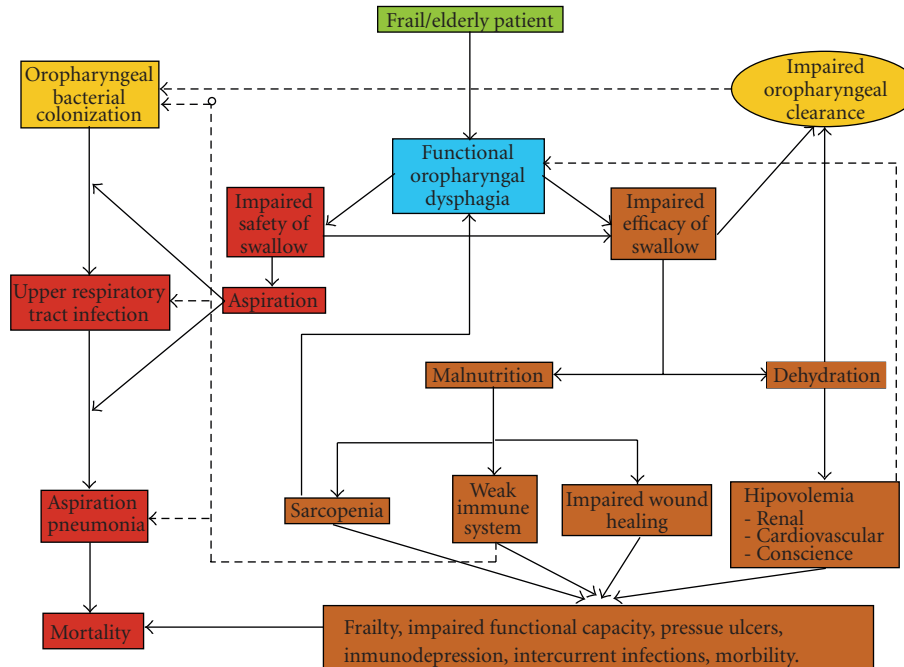 Frail/elderly patient
Oropharyngeal
bacterial
colonization
Impaired
oropharyngeal
clearance
Functional
oropharyngal
dysphagia
Impaired
safety of
swallow
Impaired
efficacy of
swallow
Upper respiratory
tract infection
Aspiration
Malnutrition
Dehydration
Aspiration
pneumonia
Sarcopenia
Weak
immune
system
Impaired wound
healing
Hipovolemia
- Renal
- Cardiovascular
- Conscience
Mortality
Frailty, impaired functional capacity, pressue ulcers,
inmunodepression, intercurrent infections, morbility.